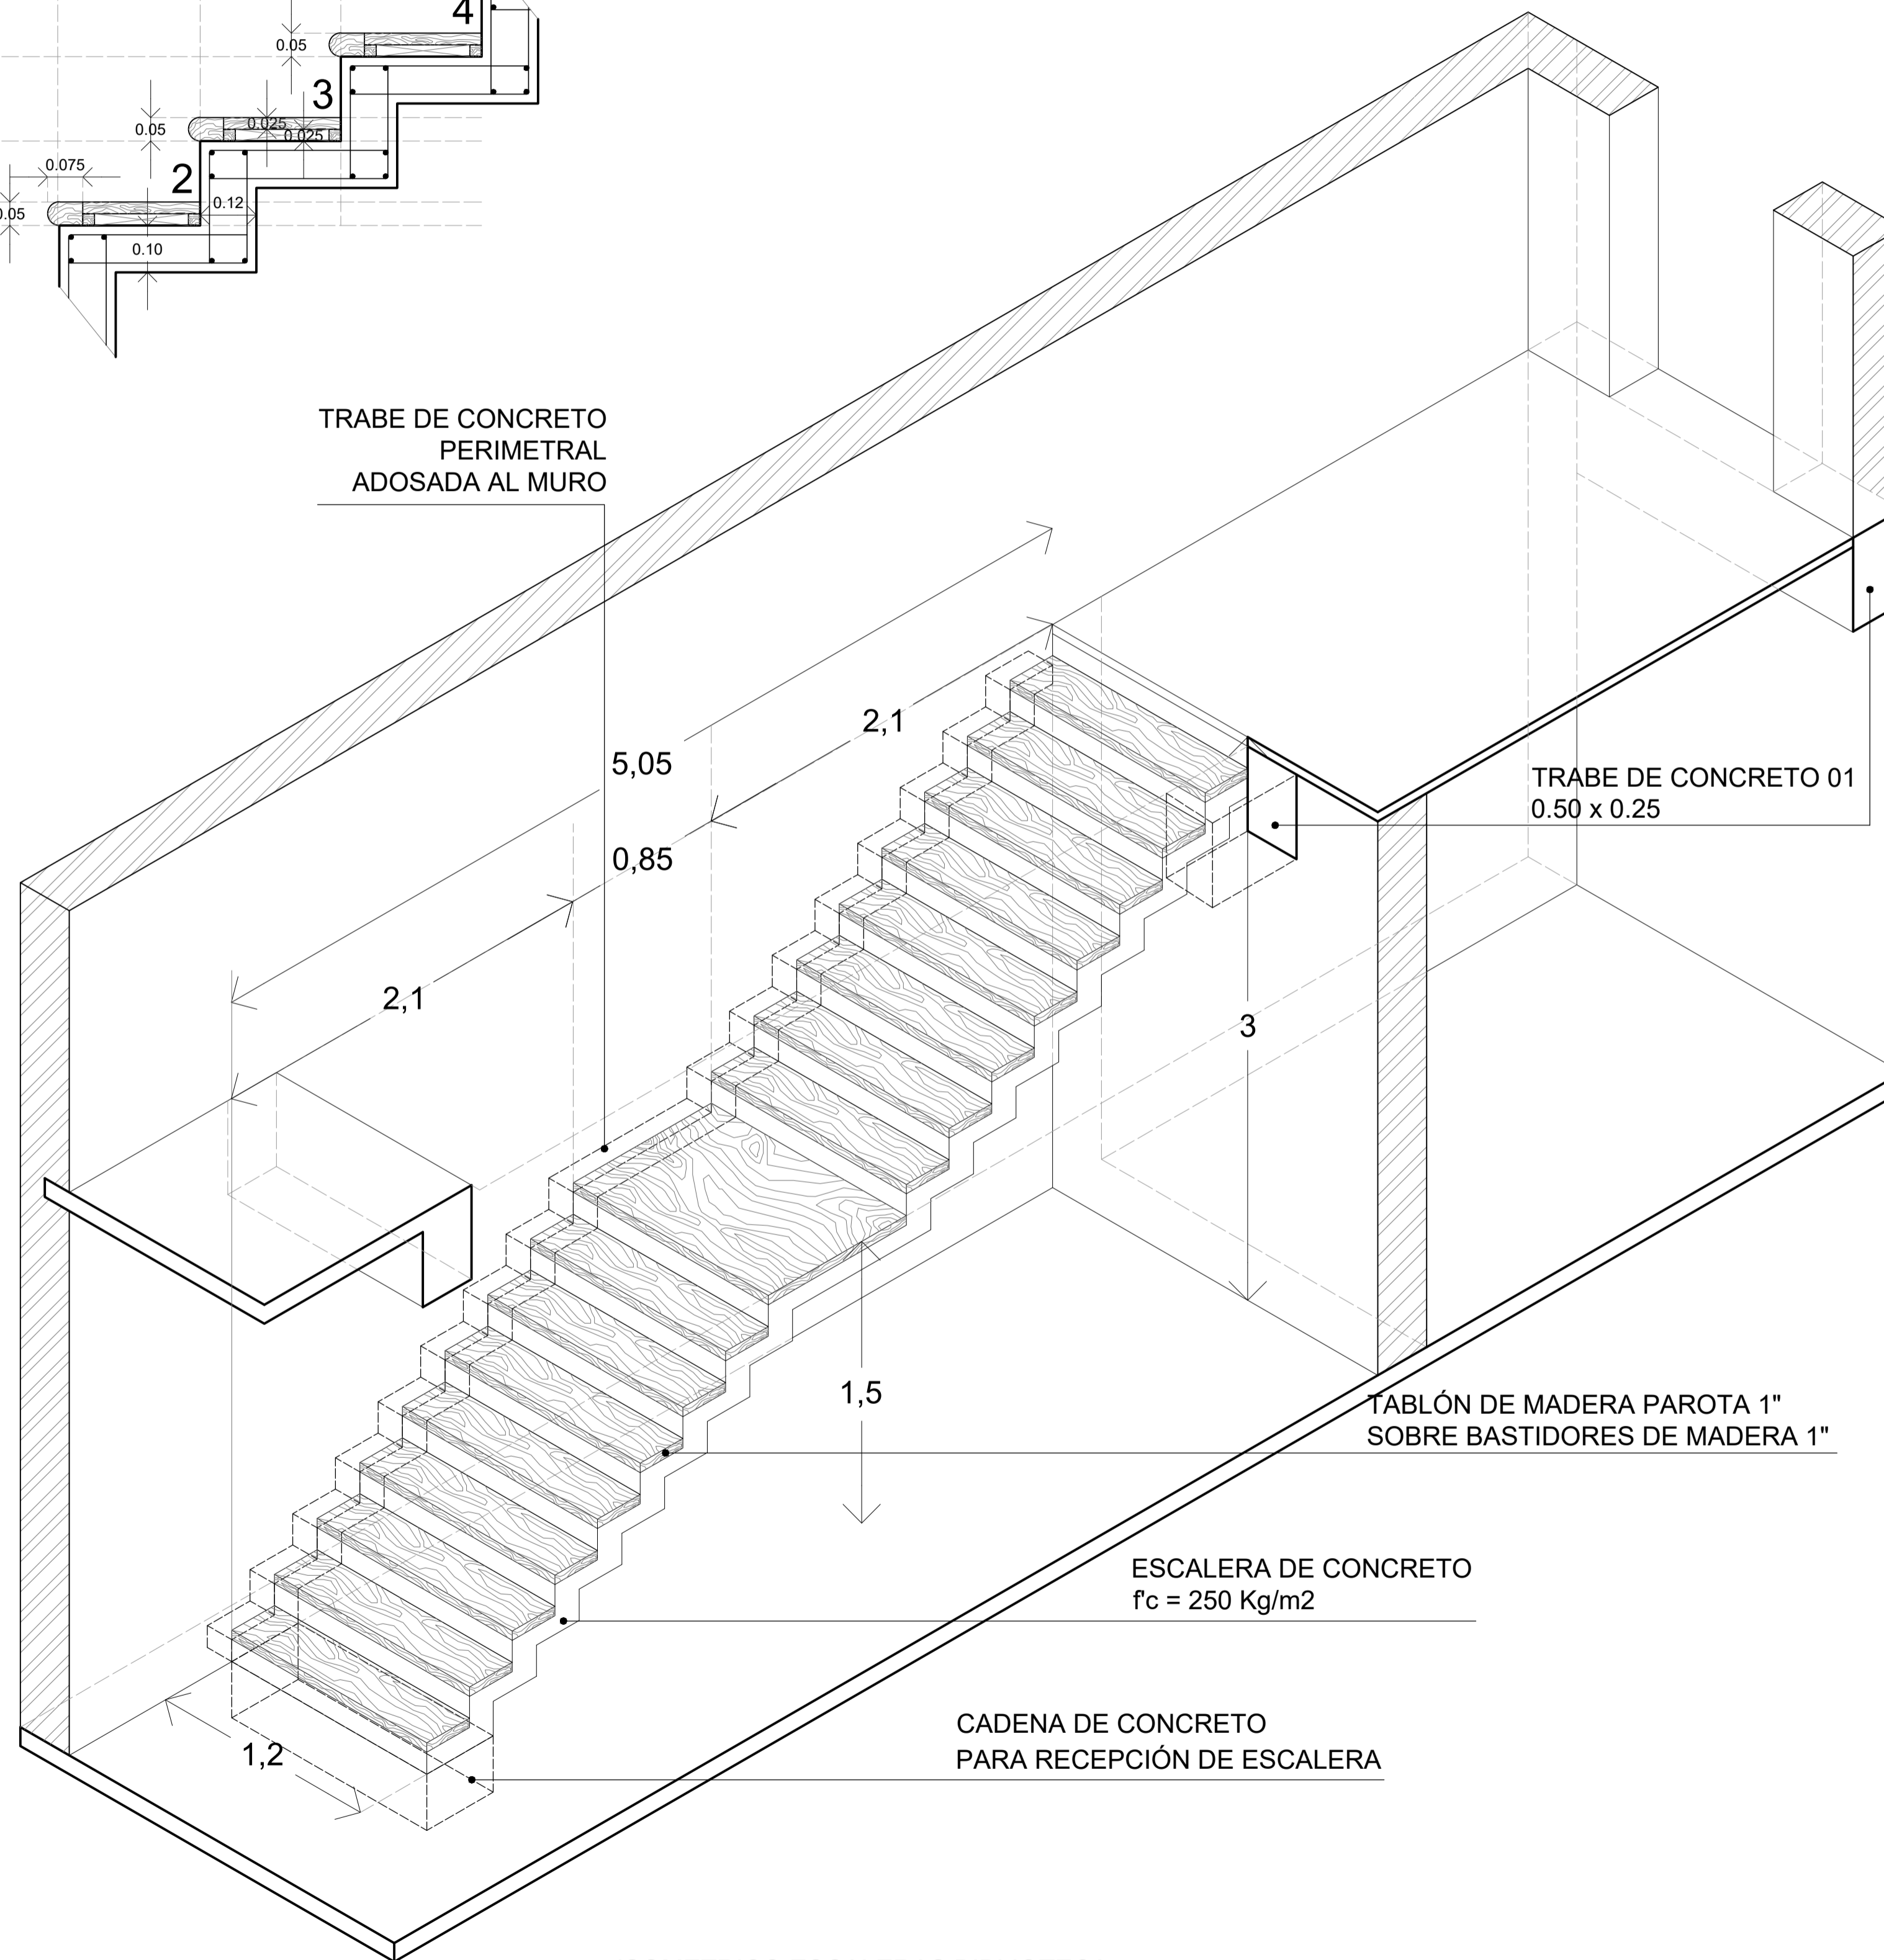 4
0.05
3
0.05
0.025
0.025
0.075
2
0.12
0.10
TRABE DE CONCRETO
PERIMETRAL
ADOSADA AL MURO
2,1
5,05
0,85
2,1
TRABE DE CONCRETO 01
0.50 x 0.25
3
1,5
TABLÓN DE MADERA PAROTA 1"
SOBRE BASTIDORES DE MADERA 1"
ESCALERA DE CONCRETO
f'c = 250 Kg/m2
CADENA DE CONCRETO
PARA RECEPCIÓN DE ESCALERA
1,2